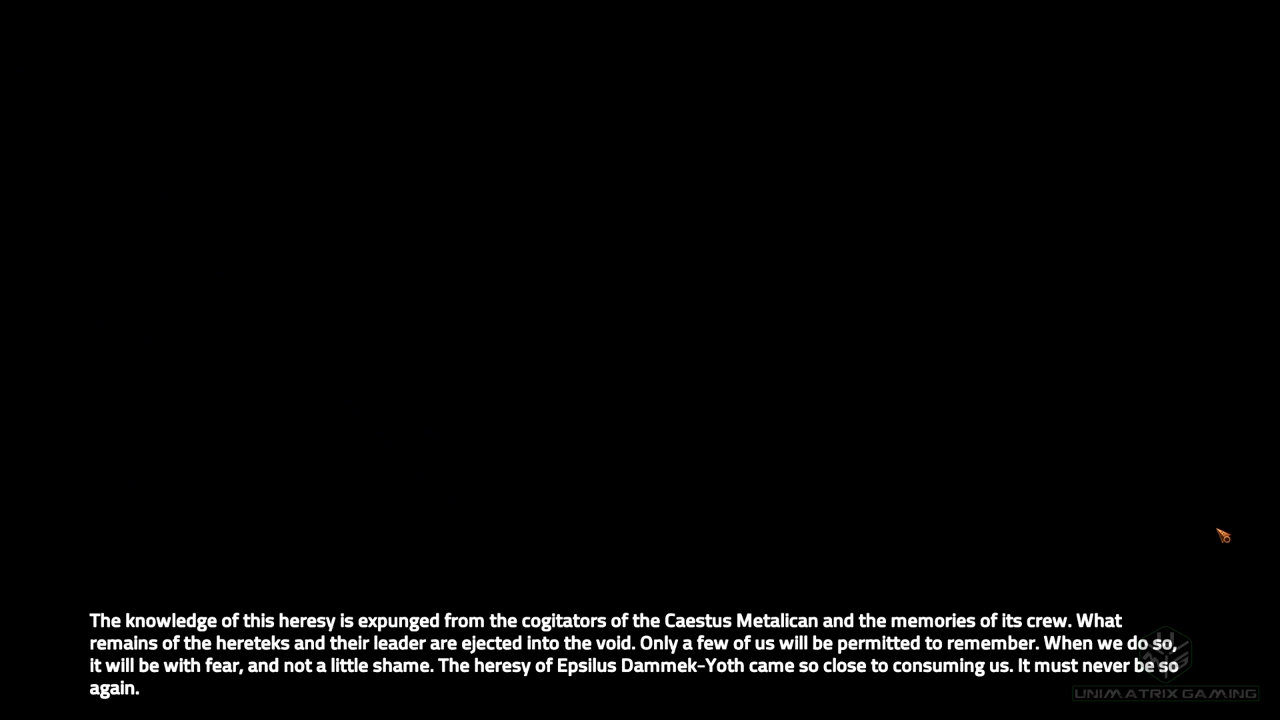 The knowledge of this heresy is expunged from the cogitators of the Caestus Metalican and the memories of its crew. What
remains of the hereteks and their leader are ejected into the void. Only a few of us will be permitted to remember. When we do so,
it will be with fear, and not a little shame. The heresy of Epsilus Dammek-Yoth came so close to consuming us. It must never be so
again.
UNIMATRIX GAMING